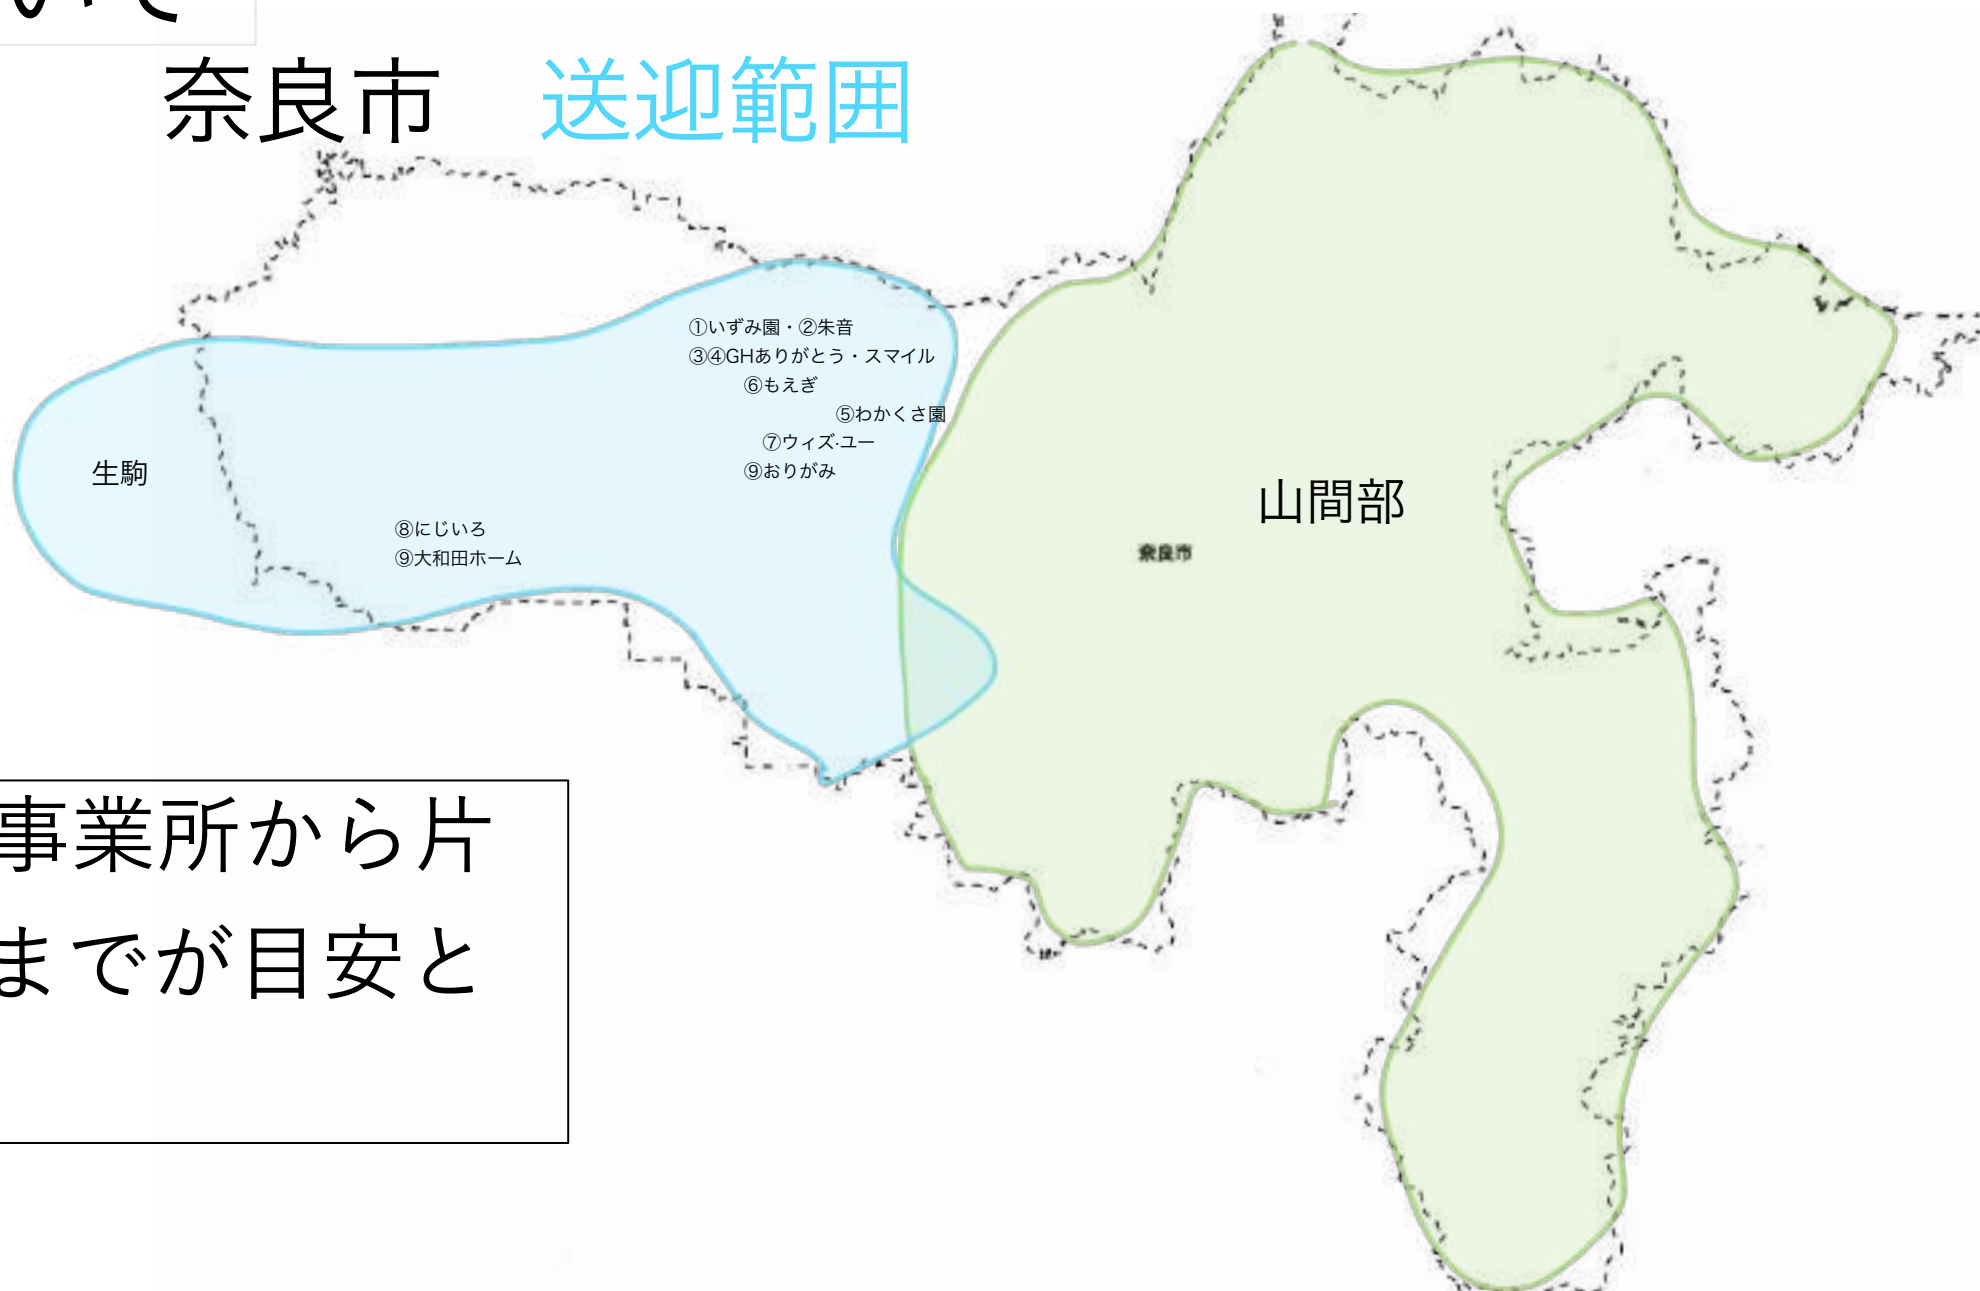 いて
奈良市　送迎範囲
①いずみ園・②朱音
③④GHありがとう・スマイル
⑥もえぎ
⑤わかくさ園
⑦ウィズ·ユー
⑨おりがみ
生駒
山間部
⑧にじいろ
奈良市
⑨大和田ホーム
事業所から片
までが目安と